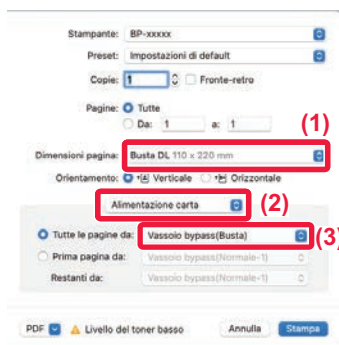 Stampante: BP-xxxxx
Preset: Impostazioni di default
Copie: 1 Fronte-retro
Pagine: Tutte
Da: 1 a: 1
(1)
Dimensioni pagina: Busta DL 110 x 220 mm
Orientamento: Verticale Orizzontale
Alimentazione carta (2)
Tutte le pagine da: Vassoio bypass(Busta) (3)
Prima pagina da: Vassoio bypass(Normale-1)
Restanti da: Vassoio bypass(Normale-1)
PDF Livello del toner basso Annulla Stampa